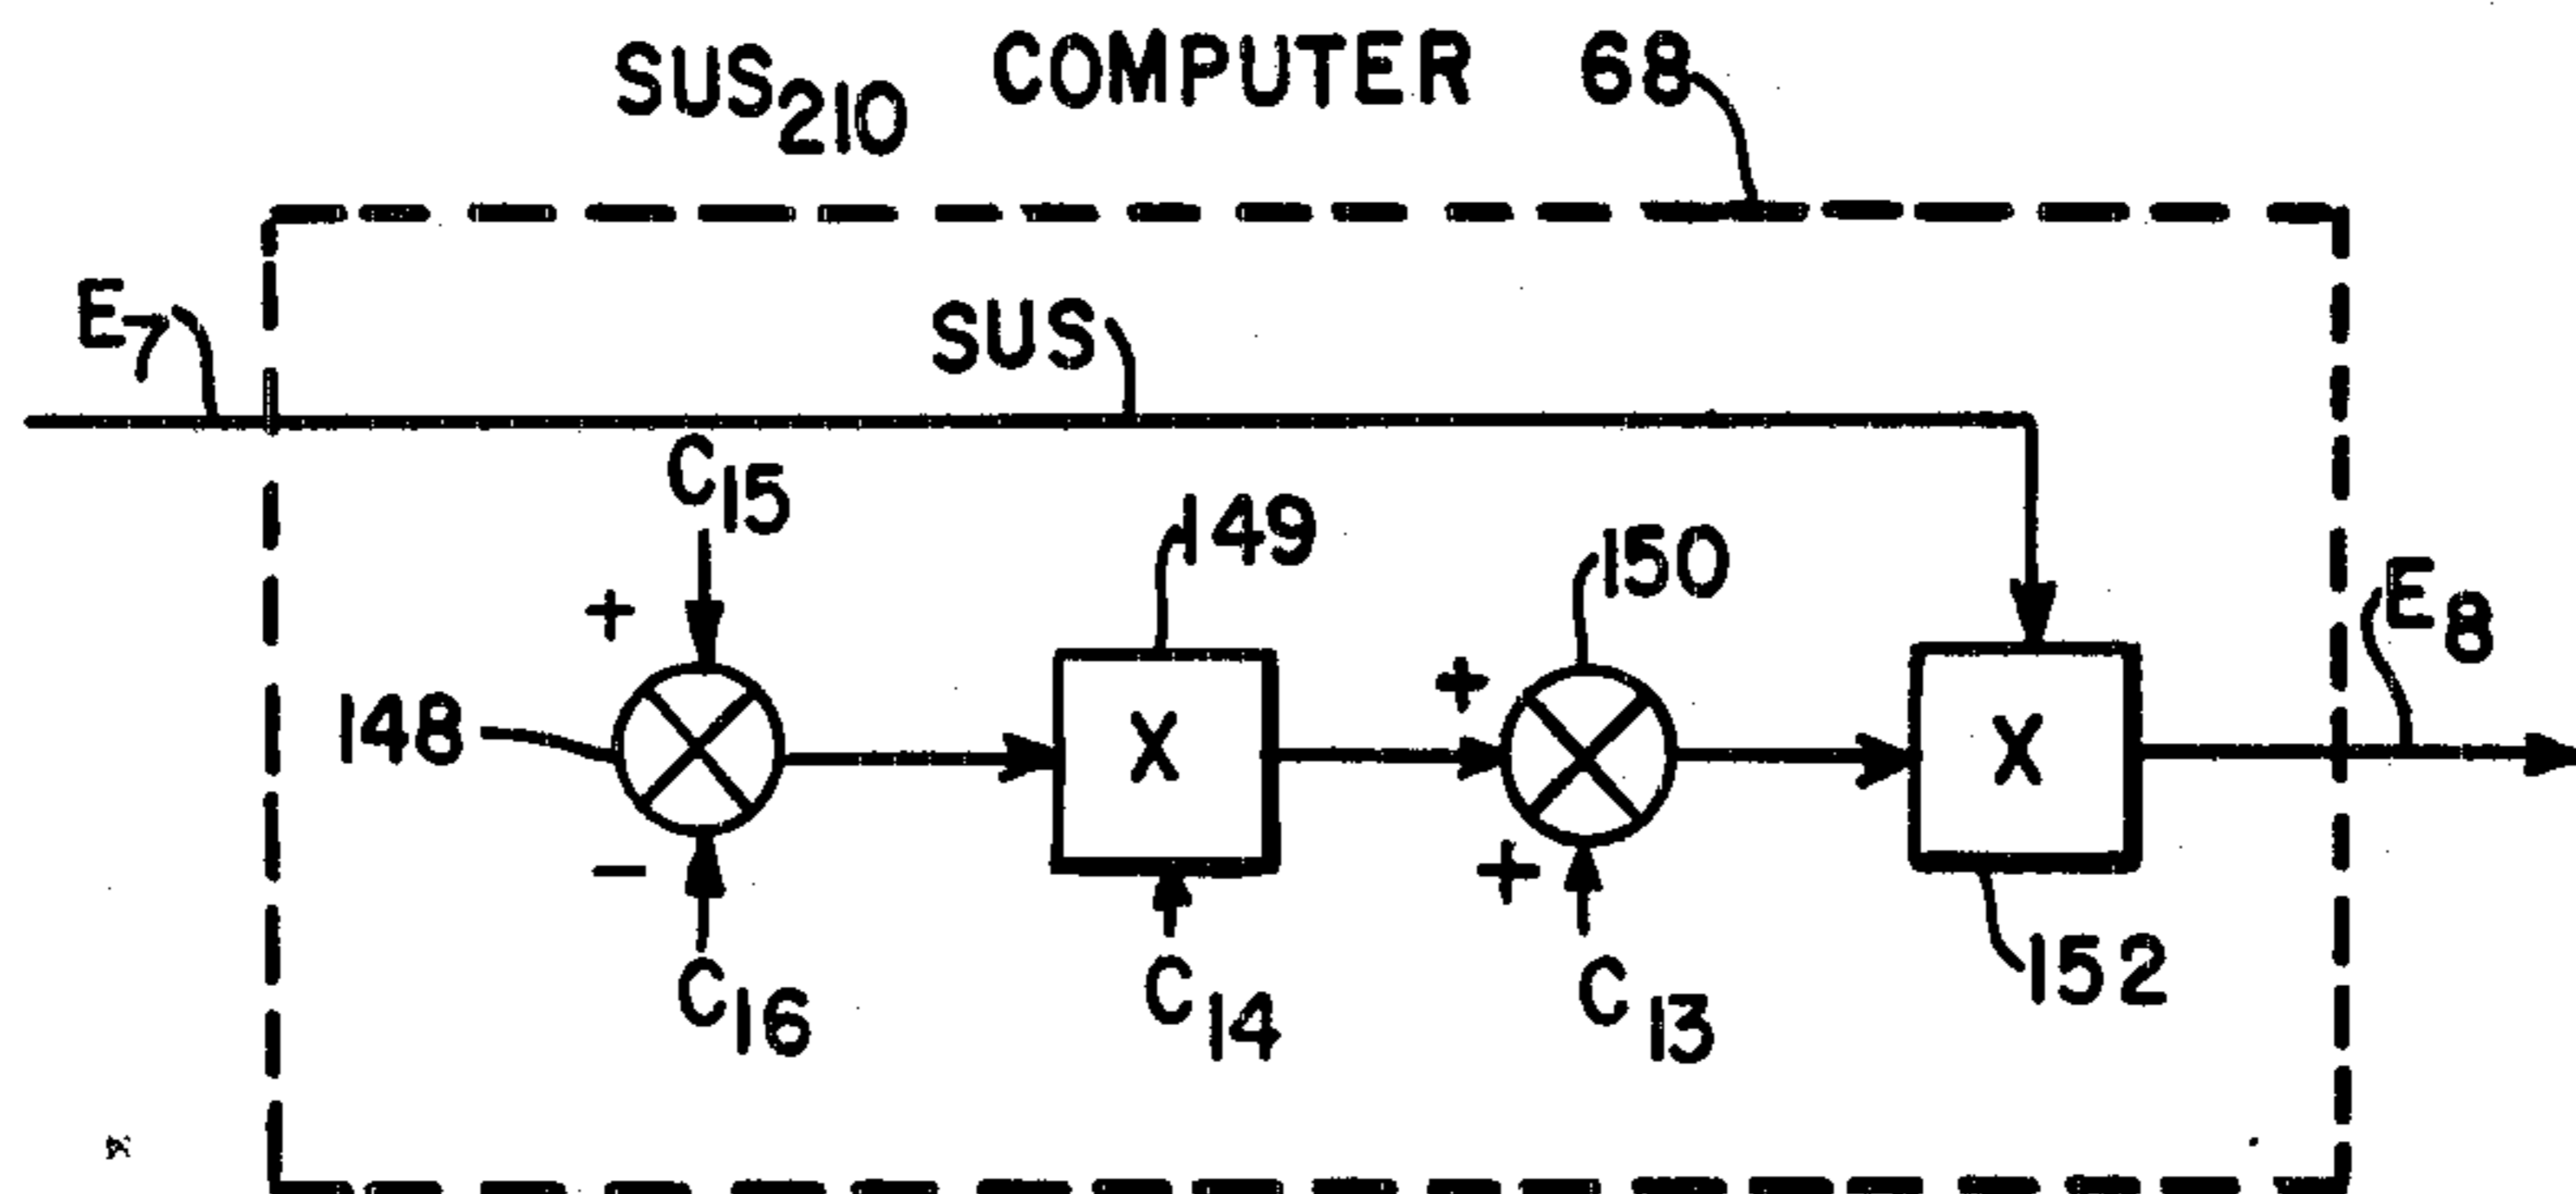 SUS₂₁₀ COMPUTER 68
E₇
SUS
C₁₅
149
150
+
E₈
+
148
X
X
−
+
C₁₆
C₁₄
C₁₃
152